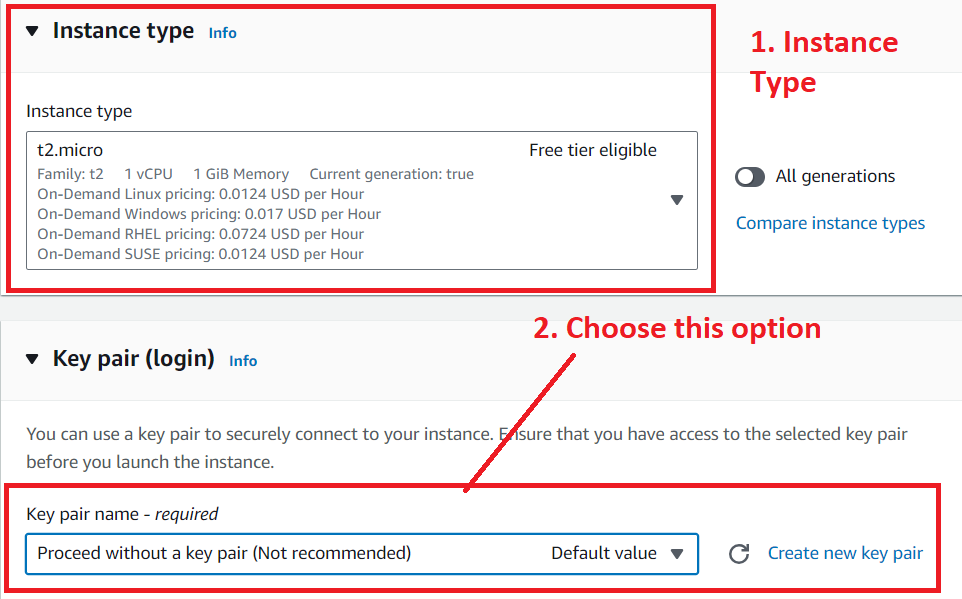 Instance type Info
1. Instance
Type
Instance type
t2.micro Free tier eligible
Family: t2 1 vCPU 1 GiB Memory Current generation: true
On-Demand Linux pricing: 0.0124 USD per Hour
On-Demand Windows pricing: 0.017 USD per Hour
On-Demand RHEL pricing: 0.0724 USD per Hour
On-Demand SUSE pricing: 0.0124 USD per Hour
All generations
Compare instance types
2. Choose this option
Key pair (login) Info
You can use a key pair to securely connect to your instance. Ensure that you have access to the selected key pair
before you launch the instance.
Key pair name - required
Proceed without a key pair (Not recommended) Default value
Create new key pair